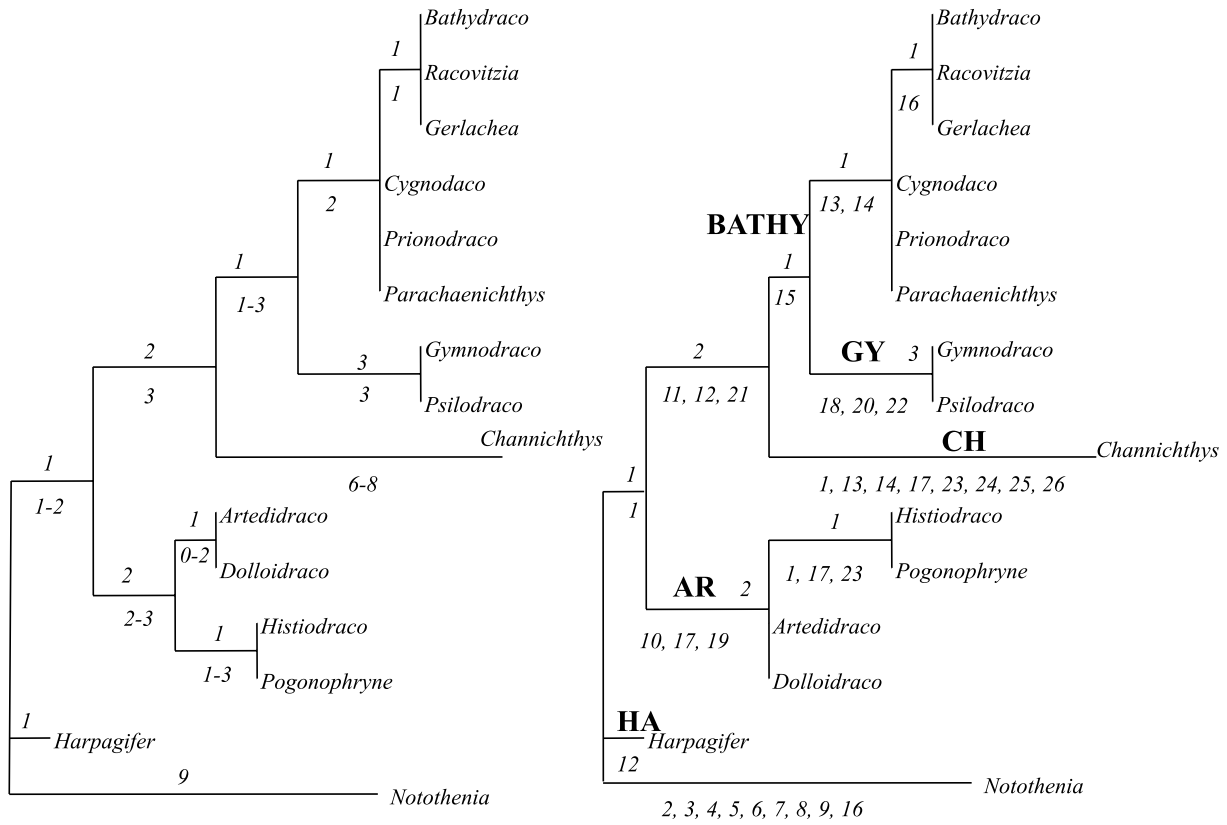 Bathydraco
1
Racovitzia
1
Gerlachea
1
Cygnodaco
2
Prionodraco
1
Parachaenichthys
1-3
Gymnodraco
2
3
3
3
Psilodraco
Channichthys
1
6-8
1-2
Artedidraco
1
0-2
Dolloidraco
2
2-3
Histiodraco
1
1-3
Pogonophryne
1
Harpagifer
9
Notothenia
Bathydraco
1
Racovitzia
16
Gerlachea
1
Cygnodaco
13, 14
BATHY
Prionodraco
1
15
Parachaenichthys
2
GY
3
Gymnodraco
11, 12, 21
18, 20, 22
Psilodraco
CH
Channichthys
1
1, 13, 14, 17, 23, 24, 25, 26
1
Histiodraco
1
1, 17, 23
Pogonophryne
AR
2
10, 17, 19
Artedidraco
Dolloidraco
HA
Harpagifer
12
Notothenia
2, 3, 4, 5, 6, 7, 8, 9, 16